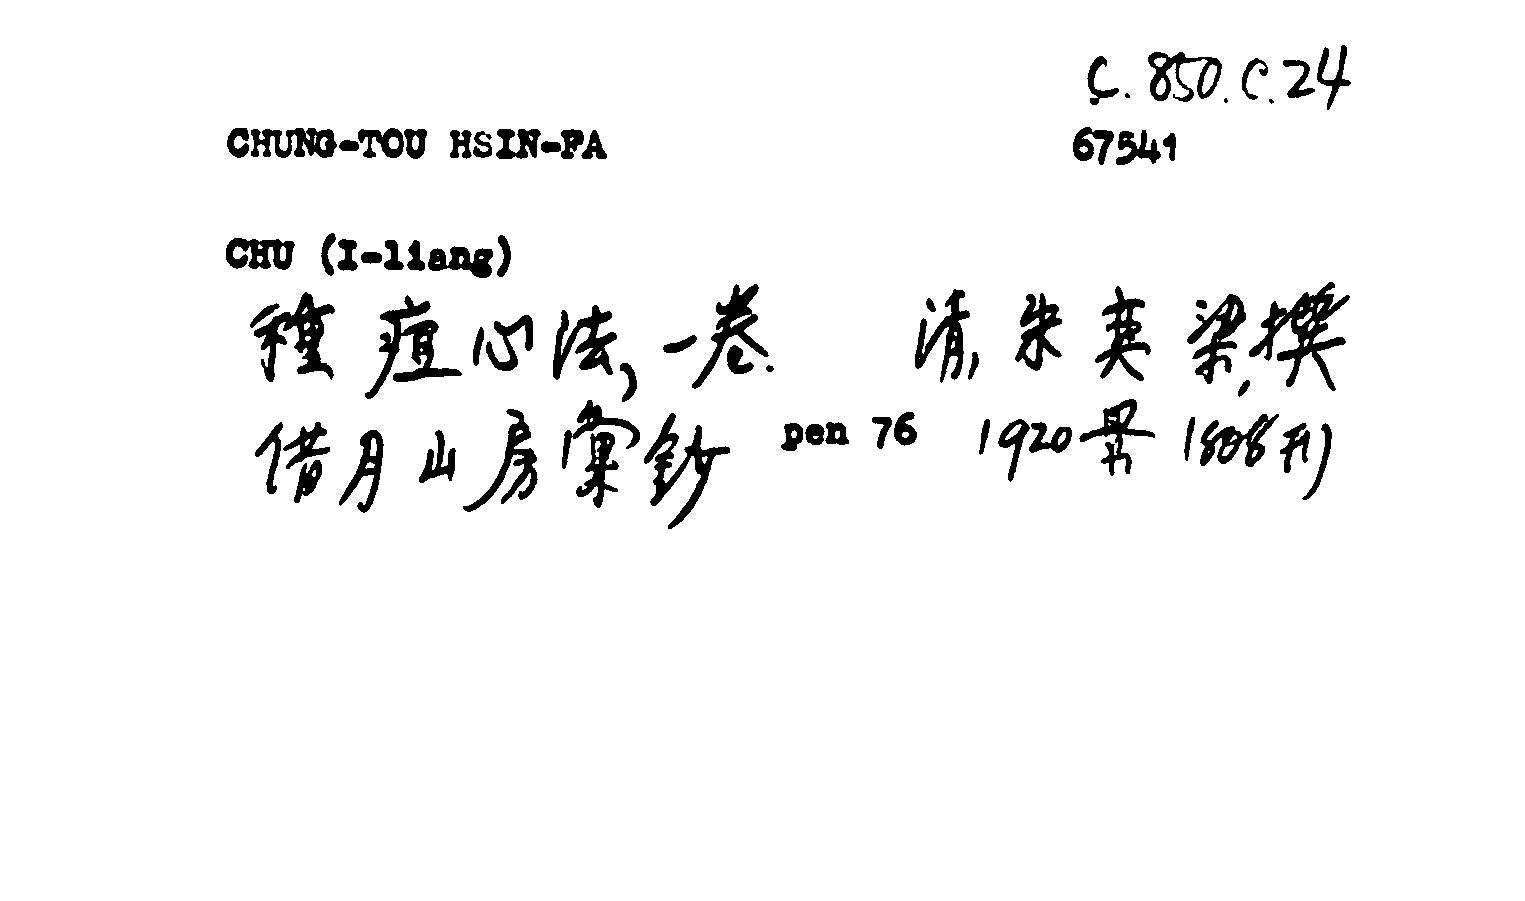 C. 850.c.24
CHUNG-TOU HSIN-FA 67541
CHU (I-liang)
種痘心法, 一卷. 清, 朱奕梁, 撰
借月山房彙鈔 pen 76 1920景 1808刊